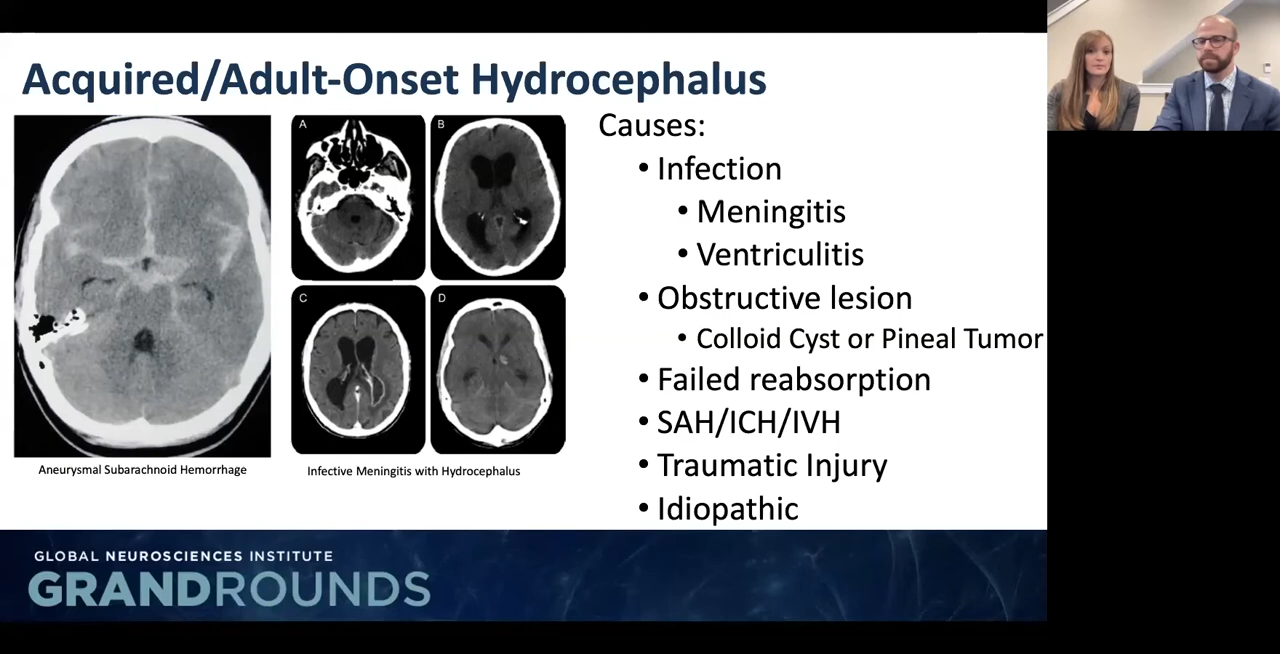 Acquired/Adult-Onset Hydrocephalus
A
B
C
D
Aneurysmal Subarachnoid Hemorrhage
Infective Meningitis with Hydrocephalus
Causes:
• Infection
• Meningitis
• Ventriculitis
• Obstructive lesion
• Colloid Cyst or Pineal Tumor
• Failed reabsorption
• SAH/ICH/IVH
• Traumatic Injury
• Idiopathic
GLOBAL NEUROSCIENCES INSTITUTE
GRANDROUNDS